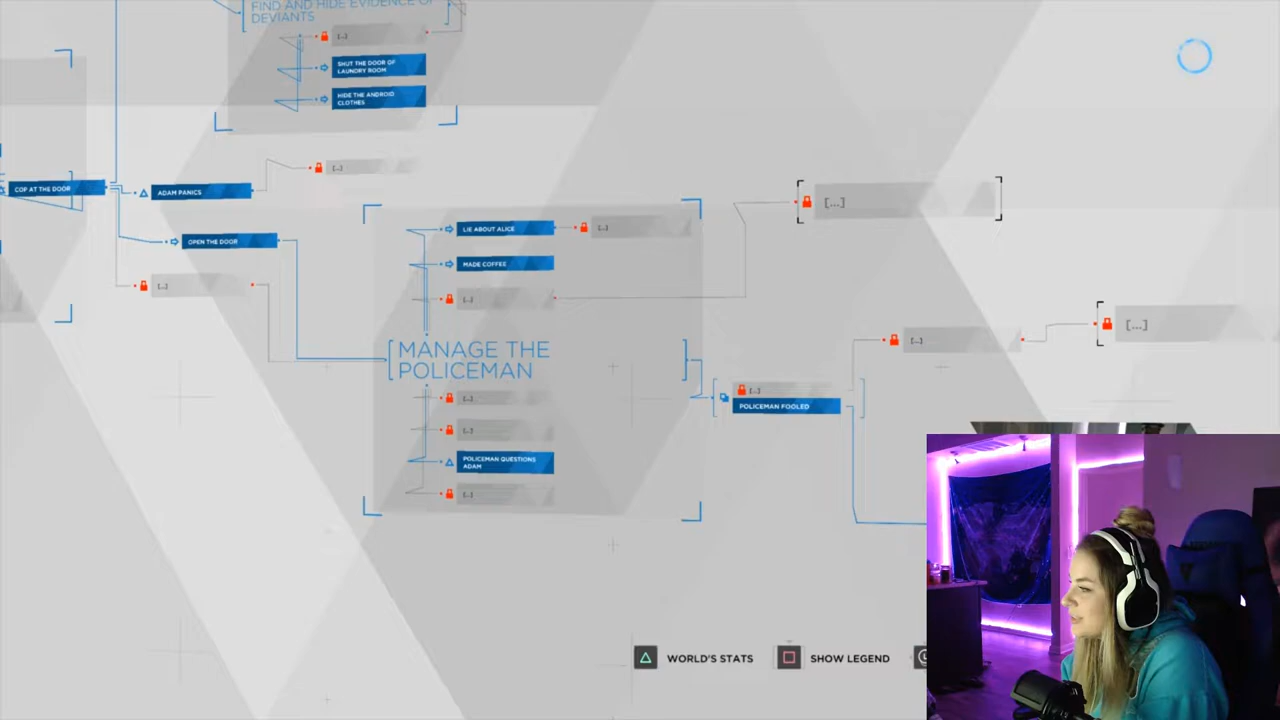 FIND AND HIDE EVIDENCE OF
DEVIANTS
[...]
SHUT THE DOOR OF
LAUNDRY ROOM
HIDE THE ANDROID
CLOTHES
[...]
COP AT THE DOOR
ADAM PANICS
[...]
LIE ABOUT ALICE
[...]
OPEN THE DOOR
MADE COFFEE
[...]
[...]
MANAGE THE
POLICEMAN
[...]
[...]
[...]
[...]
POLICEMAN FOOLED
[...]
[...]
POLICEMAN QUESTIONS
ADAM
[...]
WORLD'S STATS
SHOW LEGEND